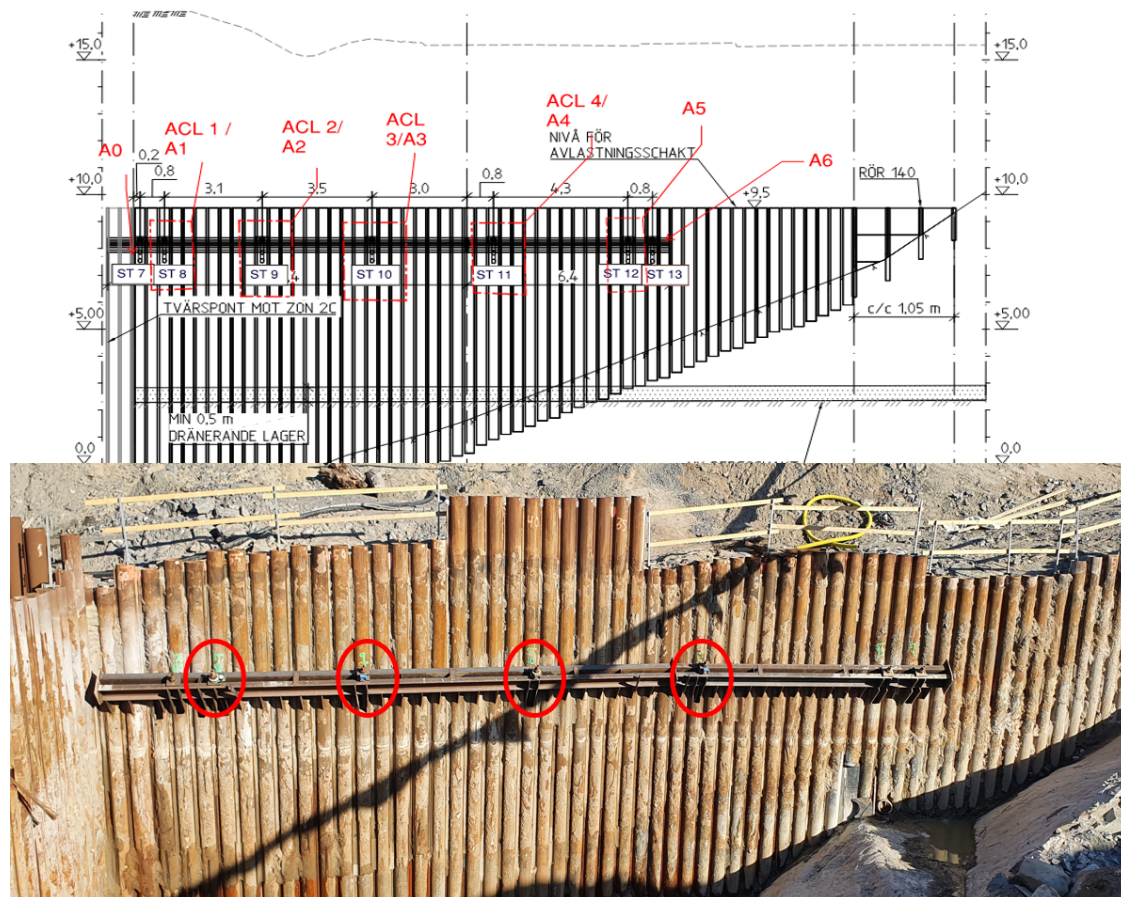 +15,0
+15,0
ACL 1 /
A1
ACL 2/
A2
ACL
3/A3
ACL 4/
A4
A5
NIVÅ FÖR
AVLASTNINGSSCHAKT
A0
A6
0,2
0,8
3,1
3,5
3,0
0,8
4,3
0,8
RÖR 140
+10,0
+10,0
+9,5
ST 7
ST 8
ST 9
4
ST 10
ST 11
6,4
ST 12
ST 13
TVÄRSPONT MOT ZON 2C
c/c 1,05 m
+5,00
+5,00
MIN 0,5 m
DRÄNERANDE LAGER
0,0
0,0
40
35